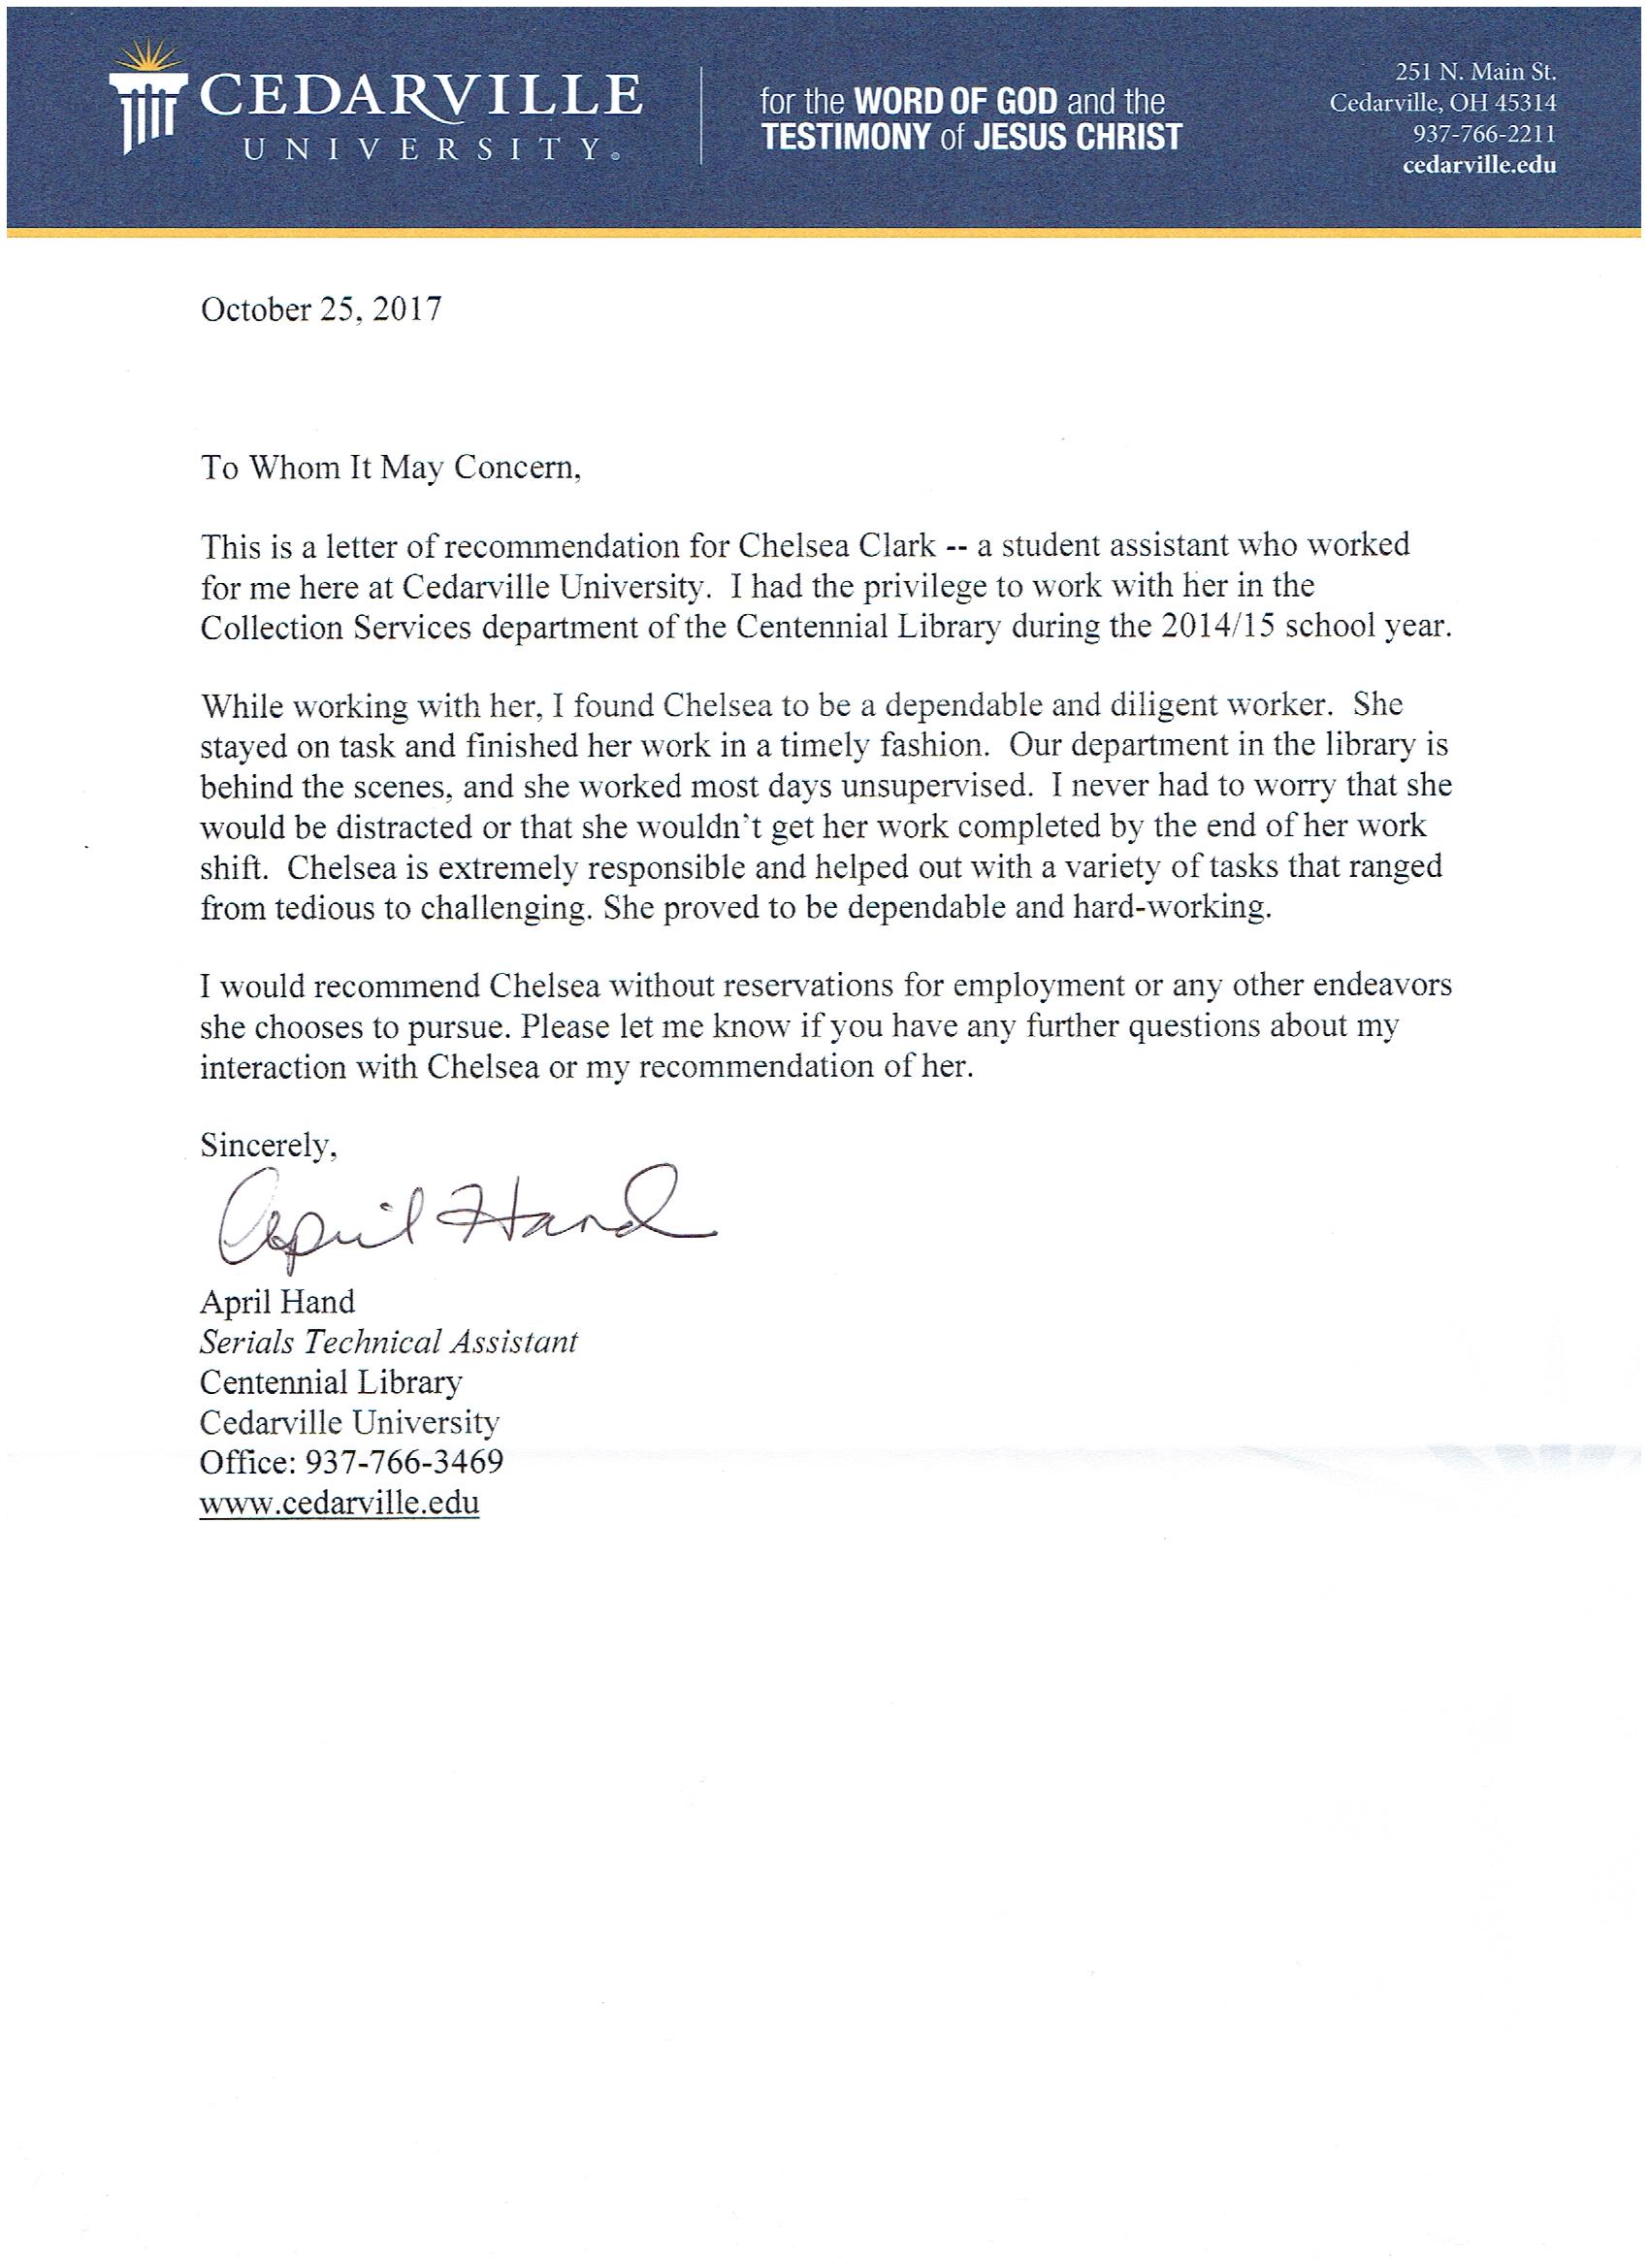 CEDARVILLE
UNIVERSITY®
for the WORD OF GOD and the
TESTIMONY of JESUS CHRIST
251 N. Main St.
Cedarville, OH 45314
937-766-2211
cedarville.edu
October 25, 2017
To Whom It May Concern,
This is a letter of recommendation for Chelsea Clark -- a student assistant who worked
for me here at Cedarville University.  I had the privilege to work with her in the
Collection Services department of the Centennial Library during the 2014/15 school year.
While working with her, I found Chelsea to be a dependable and diligent worker.  She
stayed on task and finished her work in a timely fashion.  Our department in the library is
behind the scenes, and she worked most days unsupervised.  I never had to worry that she
would be distracted or that she wouldn't get her work completed by the end of her work
shift.  Chelsea is extremely responsible and helped out with a variety of tasks that ranged
from tedious to challenging. She proved to be dependable and hard-working.
I would recommend Chelsea without reservations for employment or any other endeavors
she chooses to pursue. Please let me know if you have any further questions about my
interaction with Chelsea or my recommendation of her.
Sincerely,
April Hand
April Hand
Serials Technical Assistant
Centennial Library
Cedarville University
Office: 937-766-3469
www.cedarville.edu